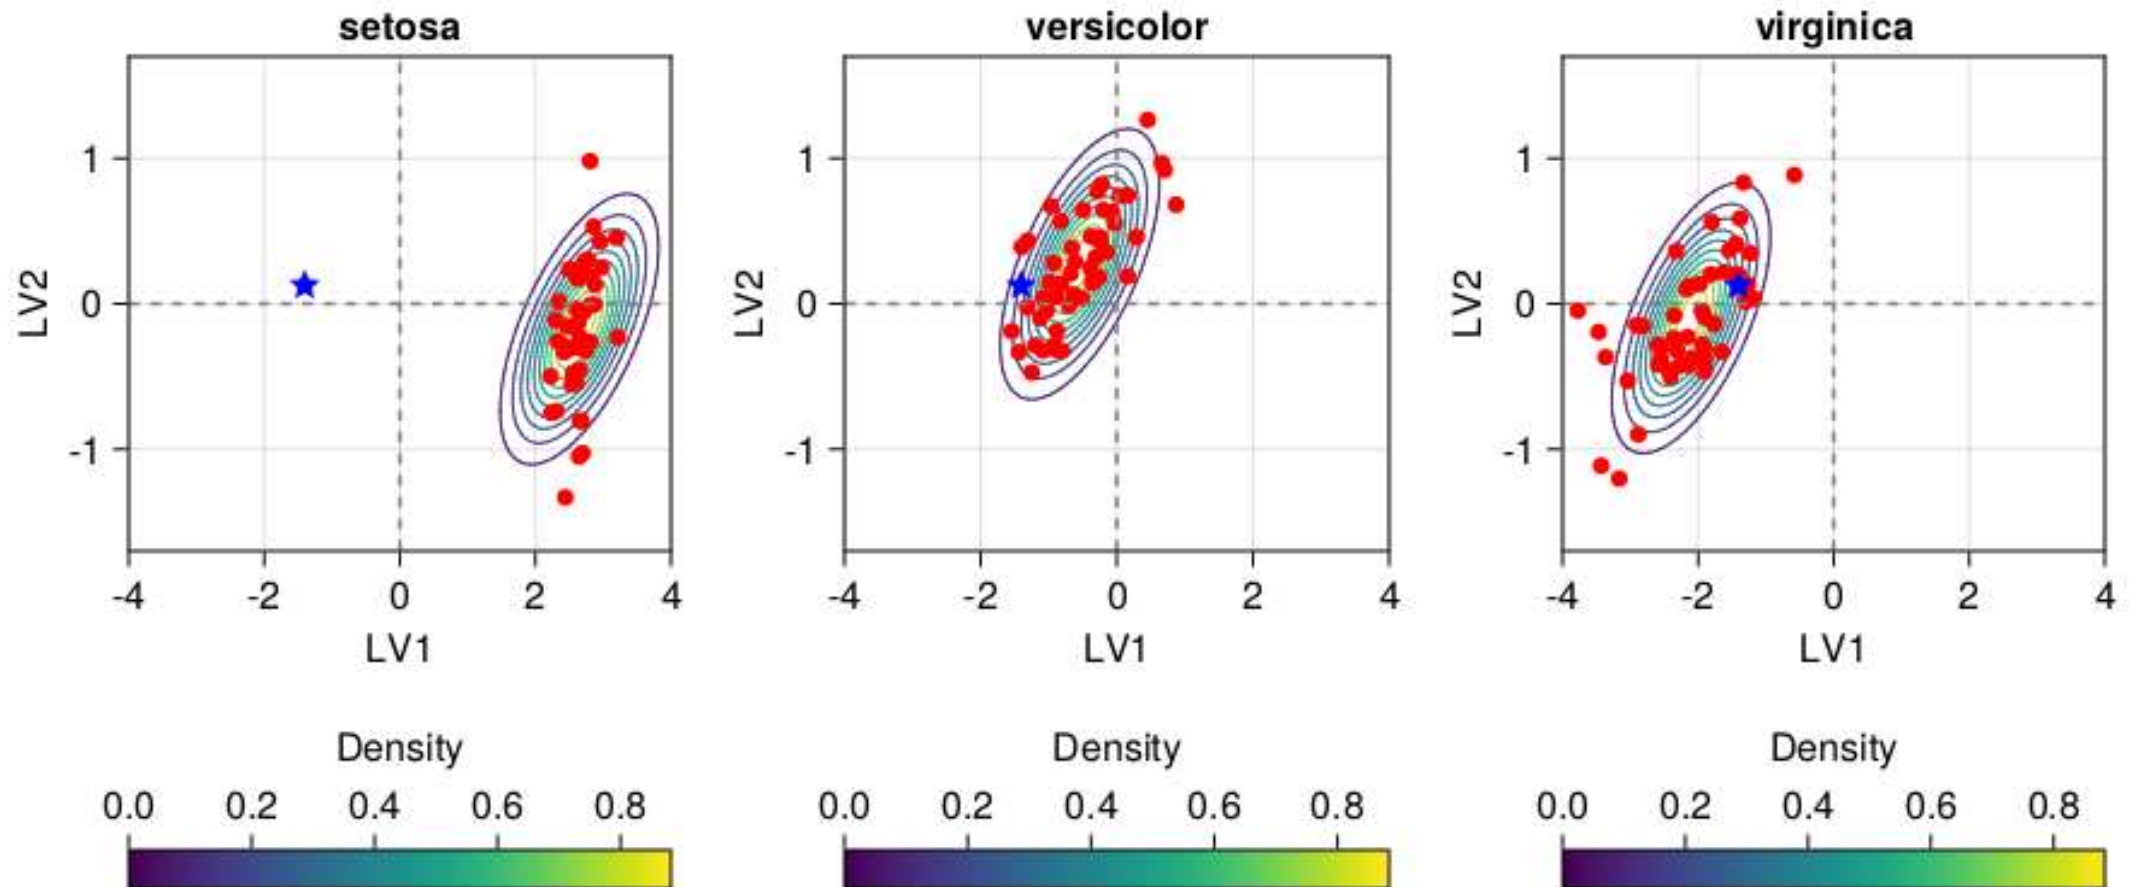 setosa versicolor virginica
1 1 1
LV2 0 LV2 0 LV2 0
-1 -1 -1
-4 -2 0 2 4 -4 -2 0 2 4 -4 -2 0 2 4
LV1 LV1 LV1
Density Density Density
0.0 0.2 0.4 0.6 0.8 0.0 0.2 0.4 0.6 0.8 0.0 0.2 0.4 0.6 0.8